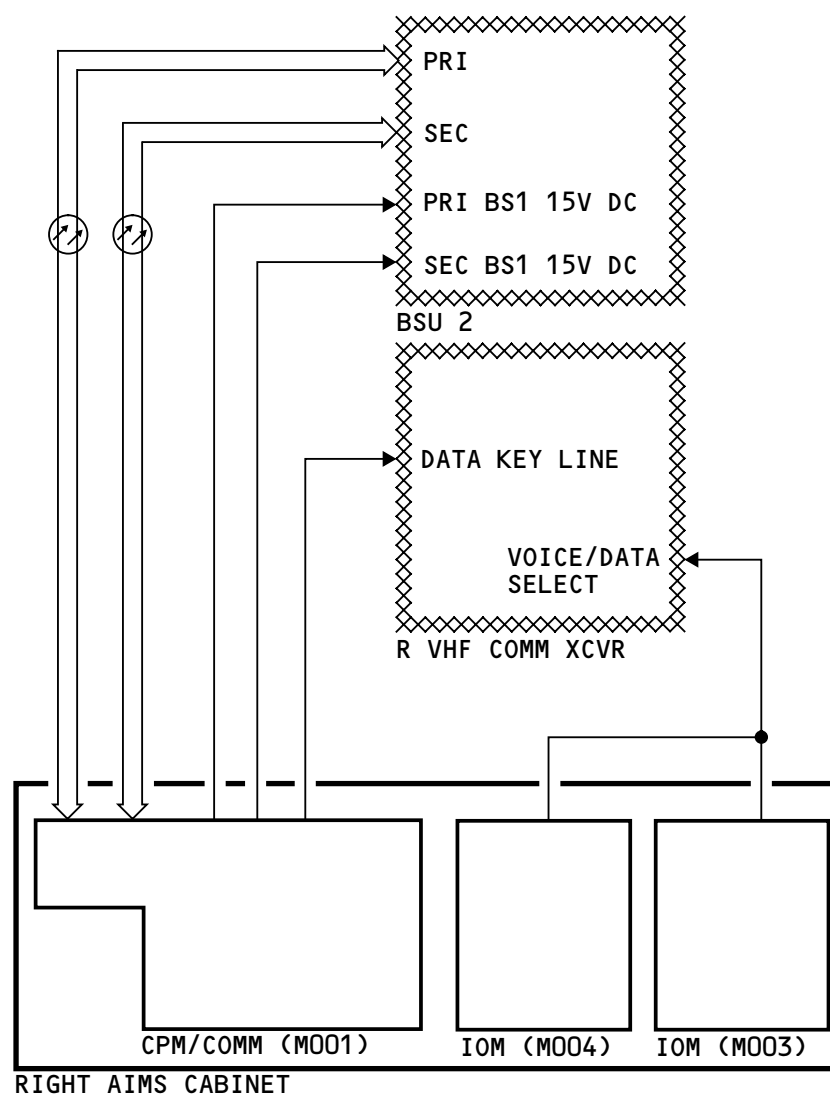 PRI
SEC
PRI BS1 15V DC
SEC BS1 15V DC
BSU 2
DATA KEY LINE
VOICE/DATA
SELECT
R VHF COMM XCVR
CPM/COMM (M001)
IOM (M004)
IOM (M003)
RIGHT AIMS CABINET